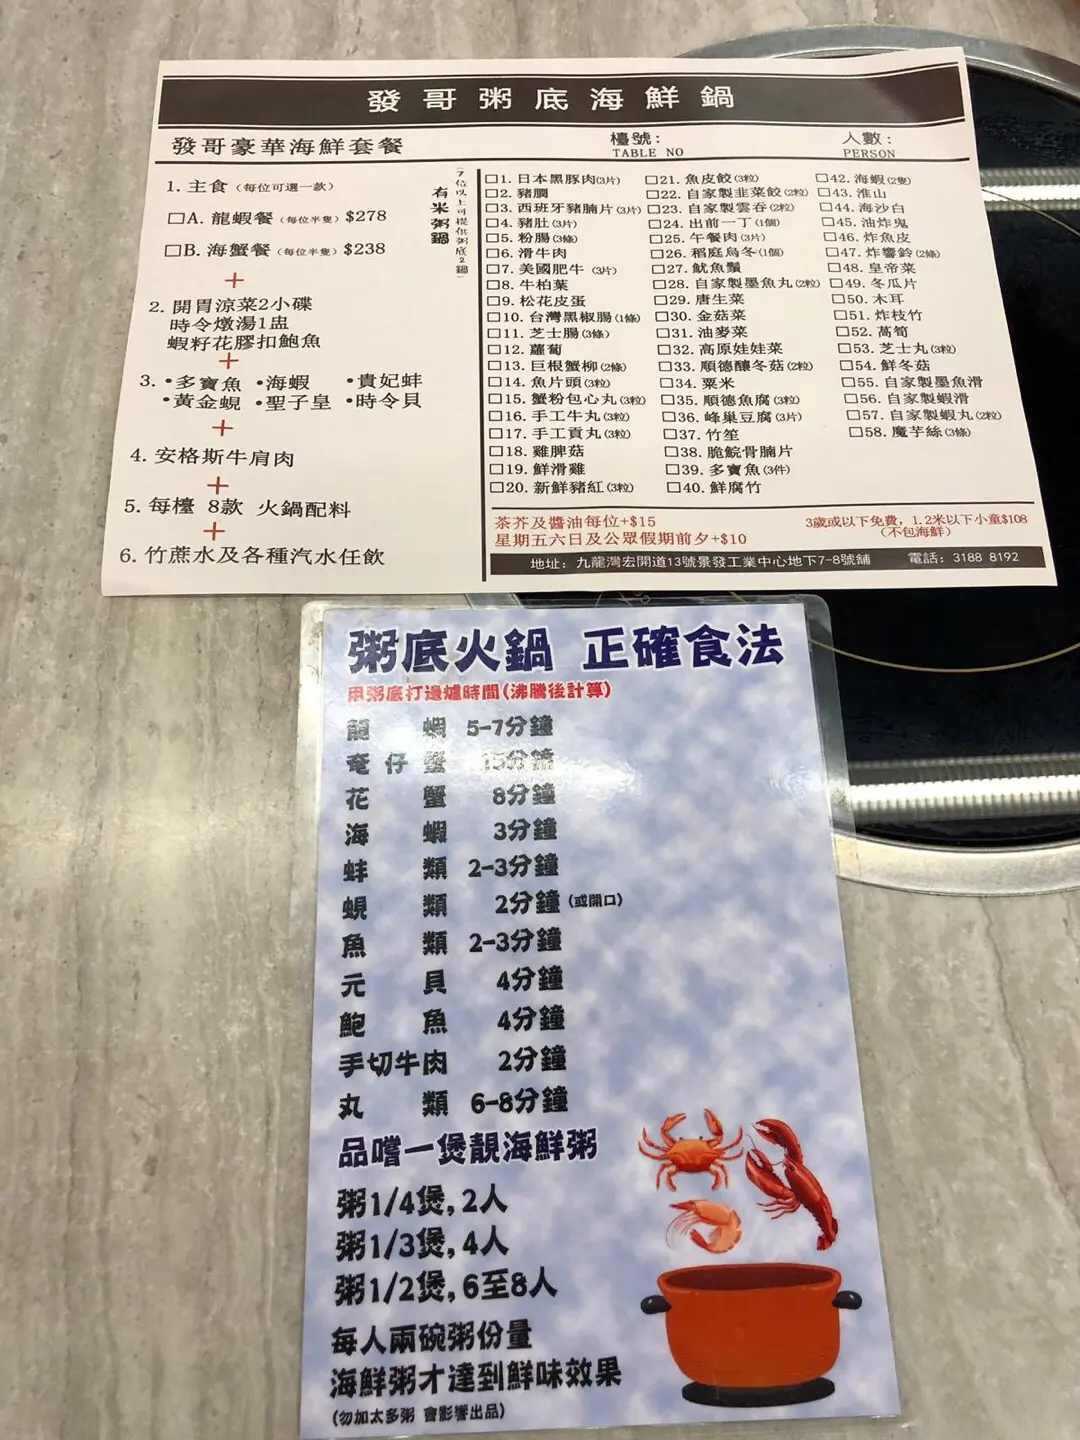 發哥粥底海鮮鍋
發哥豪華海鮮套餐
檯號：
TABLE NO
人數：
PERSON
1. 主食（每位可選一款）
□A. 龍蝦餐（每位半隻）$278
□B. 海蟹餐（每位半隻）$238
+
2. 開胃涼菜2小碟
時令燉湯1盅
蝦籽花膠扣鮑魚
+
3. •多寶魚 •海蝦 •貴妃蚌
•黃金蜆 •聖子皇 •時令貝
+
4. 安格斯牛肩肉
+
5. 每檯 8款 火鍋配料
+
6. 竹蔗水及各種汽水任飲
有米粥鍋
7位以上可提供粥底2鍋）
□1. 日本黑豚肉(3片)
□2. 豬膶
□3. 西班牙豬腩片(3片)
□4. 豬肚(3片)
□5. 粉腸(3條)
□6. 滑牛肉
□7. 美國肥牛 (3片)
□8. 牛柏葉
□9. 松花皮蛋
□10. 台灣黑椒腸(1條)
□11. 芝士腸(3條)
□12. 蘿蔔
□13. 巨根蟹柳(2條)
□14. 魚片頭(3粒)
□15. 蟹粉包心丸(3粒)
□16. 手工牛丸(3粒)
□17. 手工貢丸(3粒)
□18. 雞脾菇
□19. 鮮滑雞
□20. 新鮮豬紅(3粒)
□21. 魚皮餃(3粒)
□22. 自家製韭菜餃(2粒)
□23. 自家製雲吞(2粒)
□24. 出前一丁(1個)
□25. 午餐肉(3片)
□26. 稻庭烏冬(1個)
□27. 魷魚鬚
□28. 自家製墨魚丸(2粒)
□29. 唐生菜
□30. 金菇菜
□31. 油麥菜
□32. 高原娃娃菜
□33. 順德釀冬菇(2粒)
□34. 粟米
□35. 順德魚腐(3粒)
□36. 峰巢豆腐(3片)
□37. 竹笙
□38. 脆鯇骨腩片
□39. 多寶魚(3件)
□40. 鮮腐竹
□42. 海蝦(2隻)
□43. 淮山
□44. 海沙白
□45. 油炸鬼
□46. 炸魚皮
□47. 炸響鈴(2條)
□48. 皇帝菜
□49. 冬瓜片
□50. 木耳
□51. 炸枝竹
□52. 萵筍
□53. 芝士丸(3粒)
□54. 鮮冬菇
□55. 自家製墨魚滑
□56. 自家製蝦滑
□57. 自家製蝦丸(2粒)
□58. 魔芋絲(3條)
茶芥及醬油每位+$15
星期五六日及公眾假期前夕+$10
3歲或以下免費，1.2米以下小童$108
（不包海鮮）
地址：九龍灣宏開道13號景發工業中心地下7-8號舖 電話：3188 8192
粥底火鍋 正確食法
用粥底打邊爐時間(沸騰後計算)
龍蝦 5-7分鐘
奄仔蟹 15分鐘
花蟹 8分鐘
海蝦 3分鐘
蚌類 2-3分鐘
蜆類 2分鐘(或開口)
魚類 2-3分鐘
元貝 4分鐘
鮑魚 4分鐘
手切牛肉 2分鐘
丸類 6-8分鐘
品嚐一煲靚海鮮粥
粥1/4煲，2人
粥1/3煲，4人
粥1/2煲，6至8人
每人兩碗粥份量
海鮮粥才達到鮮味效果
(勿加太多粥 會影響出品)